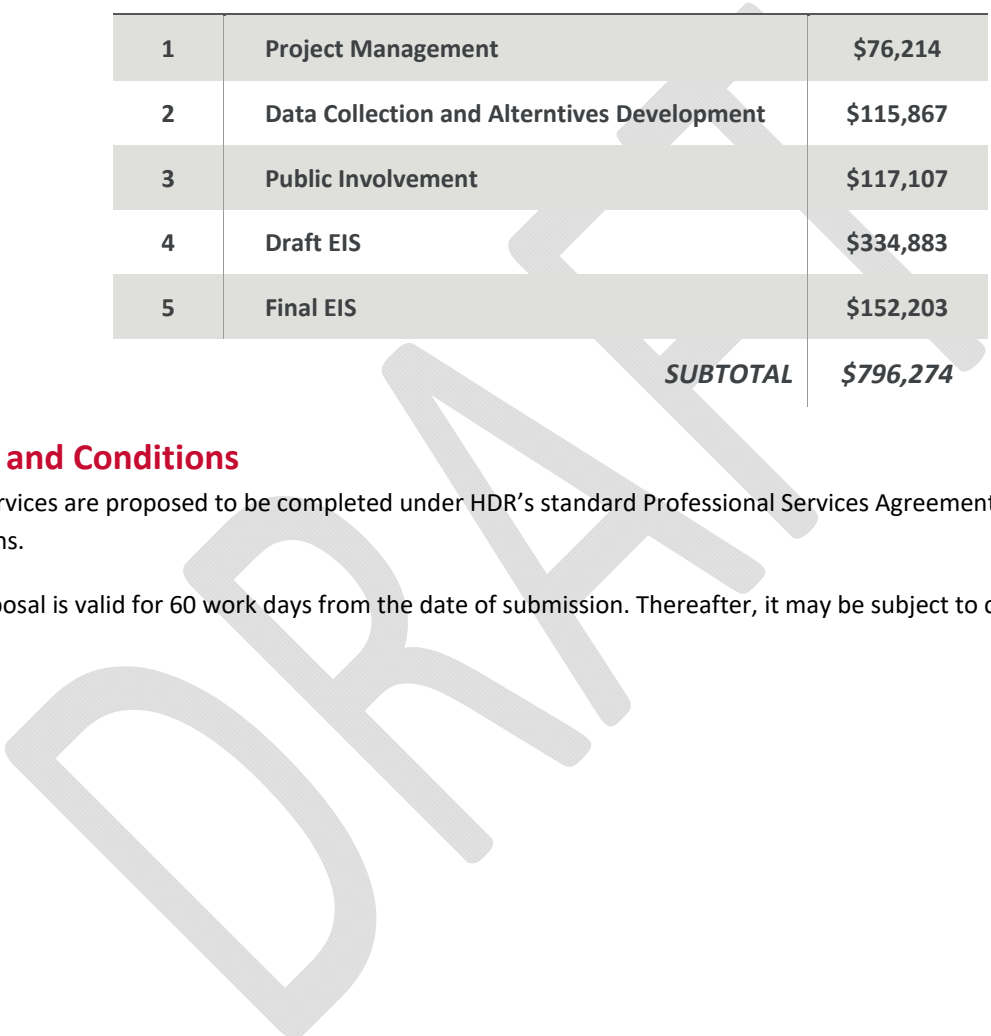 1 Project Management $76,214
2 Data Collection and Alterntives Development $115,867
3 Public Involvement $117,107
4 Draft EIS $334,883
5 Final EIS $152,203
SUBTOTAL $796,274
and Conditions
rvices are proposed to be completed under HDR’s standard Professional Services Agreement
ns.
posal is valid for 60 work days from the date of submission. Thereafter, it may be subject to c
DRAFT